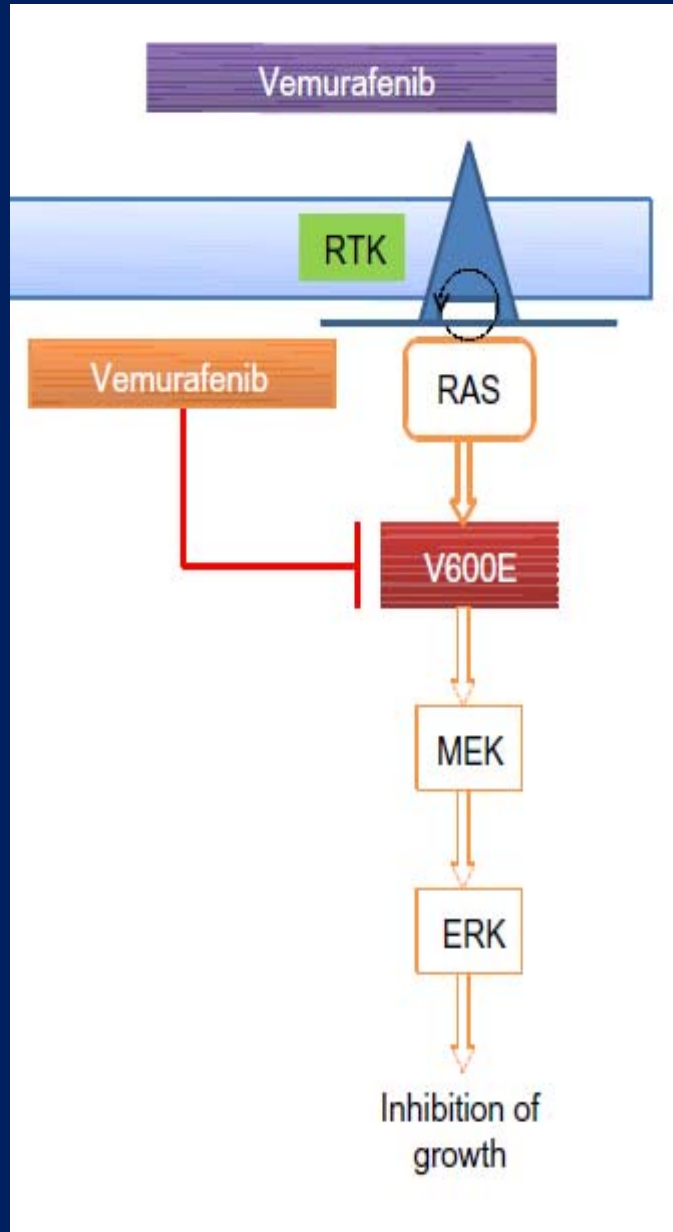 Vemurafenib
RTK
Vemurafenib
RAS
V600E
MEK
ERK
Inhibition of
growth